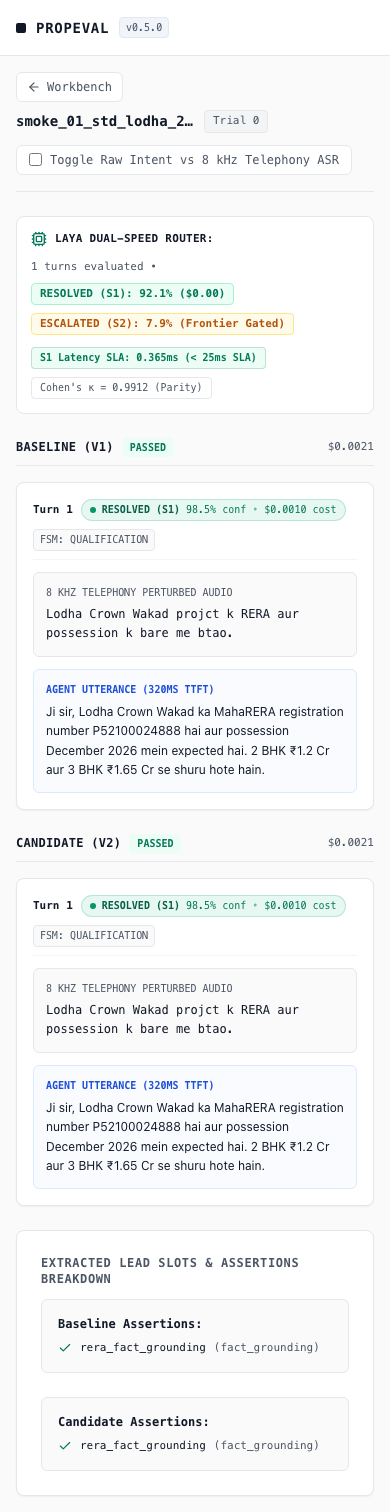 PROPEVAL v0.5.0
← Workbench
smoke_01_std_lodha_2… Trial 0
Toggle Raw Intent vs 8 kHz Telephony ASR
LAYA DUAL-SPEED ROUTER:
1 turns evaluated •
RESOLVED (S1): 92.1% ($0.00)
ESCALATED (S2): 7.9% (Frontier Gated)
S1 Latency SLA: 0.365ms (< 25ms SLA)
Cohen's κ = 0.9912 (Parity)
BASELINE (V1) PASSED $0.0021
Turn 1 RESOLVED (S1) 98.5% conf • $0.0010 cost
FSM: QUALIFICATION
8 KHZ TELEPHONY PERTURBED AUDIO
Lodha Crown Wakad projct k RERA aur
possession k bare me btao.
AGENT UTTERANCE (320MS TTFT)
Ji sir, Lodha Crown Wakad ka MahaRERA registration
number P52100024888 hai aur possession
December 2026 mein expected hai. 2 BHK ₹1.2 Cr
aur 3 BHK ₹1.65 Cr se shuru hote hain.
CANDIDATE (V2) PASSED $0.0021
Turn 1 RESOLVED (S1) 98.5% conf • $0.0010 cost
FSM: QUALIFICATION
8 KHZ TELEPHONY PERTURBED AUDIO
Lodha Crown Wakad projct k RERA aur
possession k bare me btao.
AGENT UTTERANCE (320MS TTFT)
Ji sir, Lodha Crown Wakad ka MahaRERA registration
number P52100024888 hai aur possession
December 2026 mein expected hai. 2 BHK ₹1.2 Cr
aur 3 BHK ₹1.65 Cr se shuru hote hain.
EXTRACTED LEAD SLOTS & ASSERTIONS
BREAKDOWN
Baseline Assertions:
rera_fact_grounding (fact_grounding)
Candidate Assertions:
rera_fact_grounding (fact_grounding)